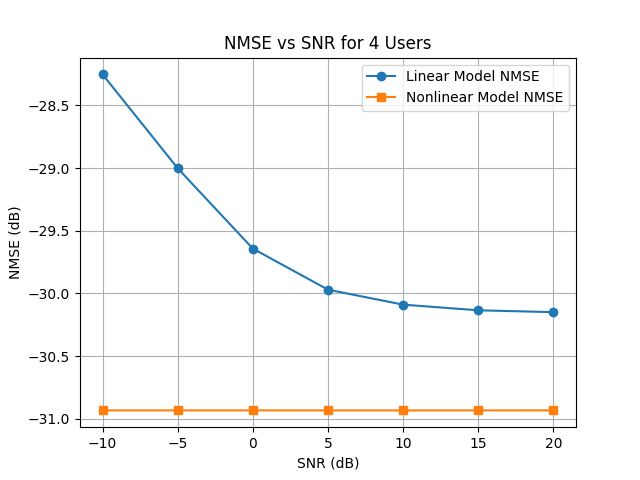 NMSE vs SNR for 4 Users
Linear Model NMSE
Nonlinear Model NMSE
NMSE (dB)
−28.5
−29.0
−29.5
−30.0
−30.5
−31.0
−10 −5 0 5 10 15 20
SNR (dB)